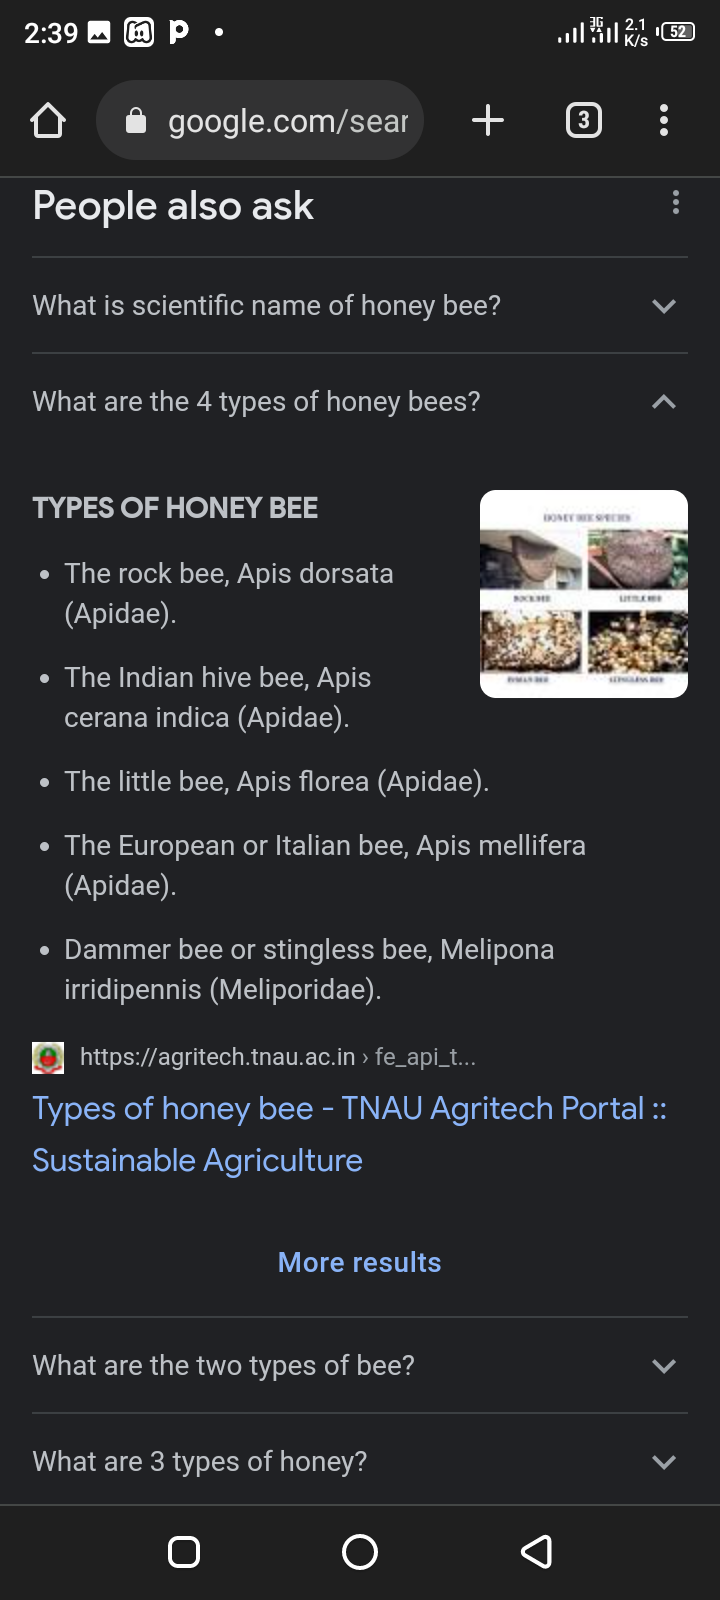 2:39
3G
2.1
K/s
52
google.com/sear
3
People also ask
What is scientific name of honey bee?
What are the 4 types of honey bees?
TYPES OF HONEY BEE
HONEY BEE SPECIES
• The rock bee, Apis dorsata
(Apidae).
ROCK BEE LITTLE BEE
• The Indian hive bee, Apis
cerana indica (Apidae).
INDIAN BEE STINGLESS BEE
• The little bee, Apis florea (Apidae).
• The European or Italian bee, Apis mellifera
(Apidae).
• Dammer bee or stingless bee, Melipona
irridipennis (Meliporidae).
https://agritech.tnau.ac.in › fe_api_t...
Types of honey bee - TNAU Agritech Portal ::
Sustainable Agriculture
More results
What are the two types of bee?
What are 3 types of honey?